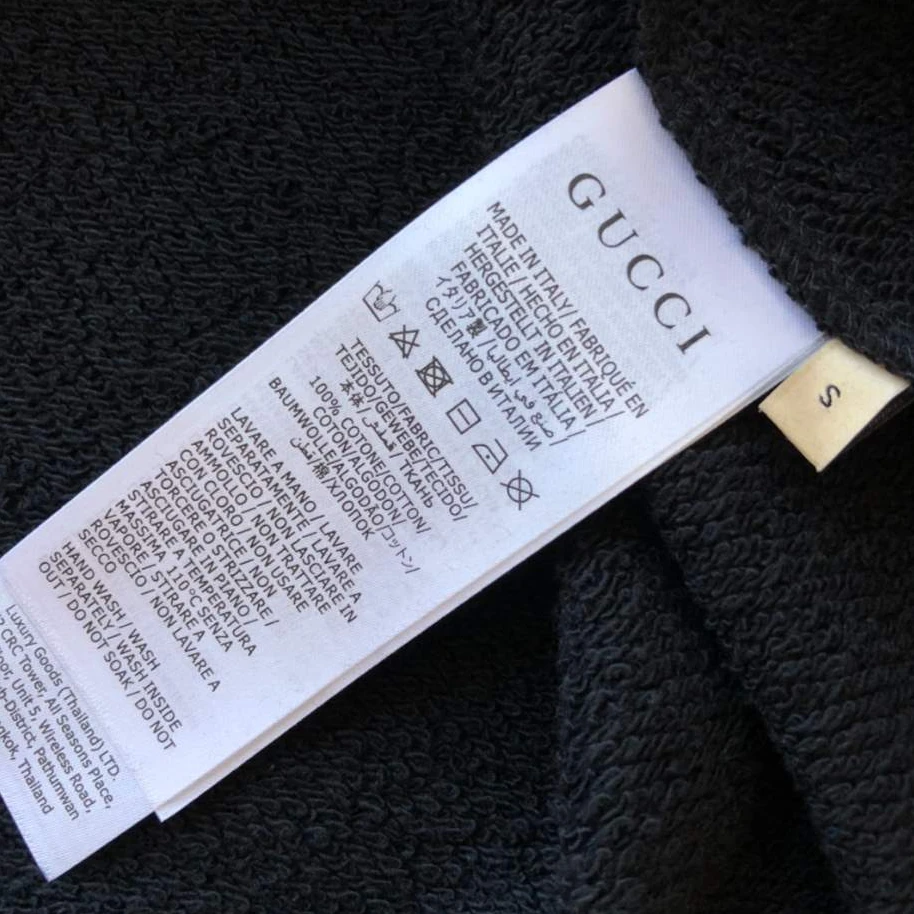 GUCCI
MADE IN ITALY / FABRIQUÉ EN
ITALIE / HECHO EN ITALIA /
HERGESTELLT IN ITALIEN /
FABRICADO EM ITÁLIA /
イタリア製 / صنع في ايطاليا /
СДЕЛАНО В ИТАЛИИ
TESSUTO/FABRIC/TISSU/
TEJIDO/GEWEBE/TECIDO/
本体/ قماش/ ТКАНЬ
100% COTONE/COTTON/
COTON/ALGODON/
BAUMWOLLE/ALGODÃO/コットン/
棉/ХЛОПОК
LAVARE A MANO / LAVARE
SEPARATAMENTE / LAVARE A
ROVESCIO / NON LASCIARE IN
AMMOLLO / NON TRATTARE
CON CLORO / NON USARE
ASCIUGATRICE / NON
TORCERE O STRIZZARE /
ASCIUGARE IN PIANO /
STIRARE A TEMPERATURA
MASSIMA 110°C SENZA
VAPORE / STIRARE A
ROVESCIO / NON LAVARE A
SECCO
HAND WASH / WASH
SEPARATELY / WASH INSIDE
OUT / DO NOT SOAK / DO NOT
Luxury Goods (Thailand) LTD.
CRC Tower, All Seasons Place,
Unit 5, Wireless Road,
Pathumwan
Thailand
S